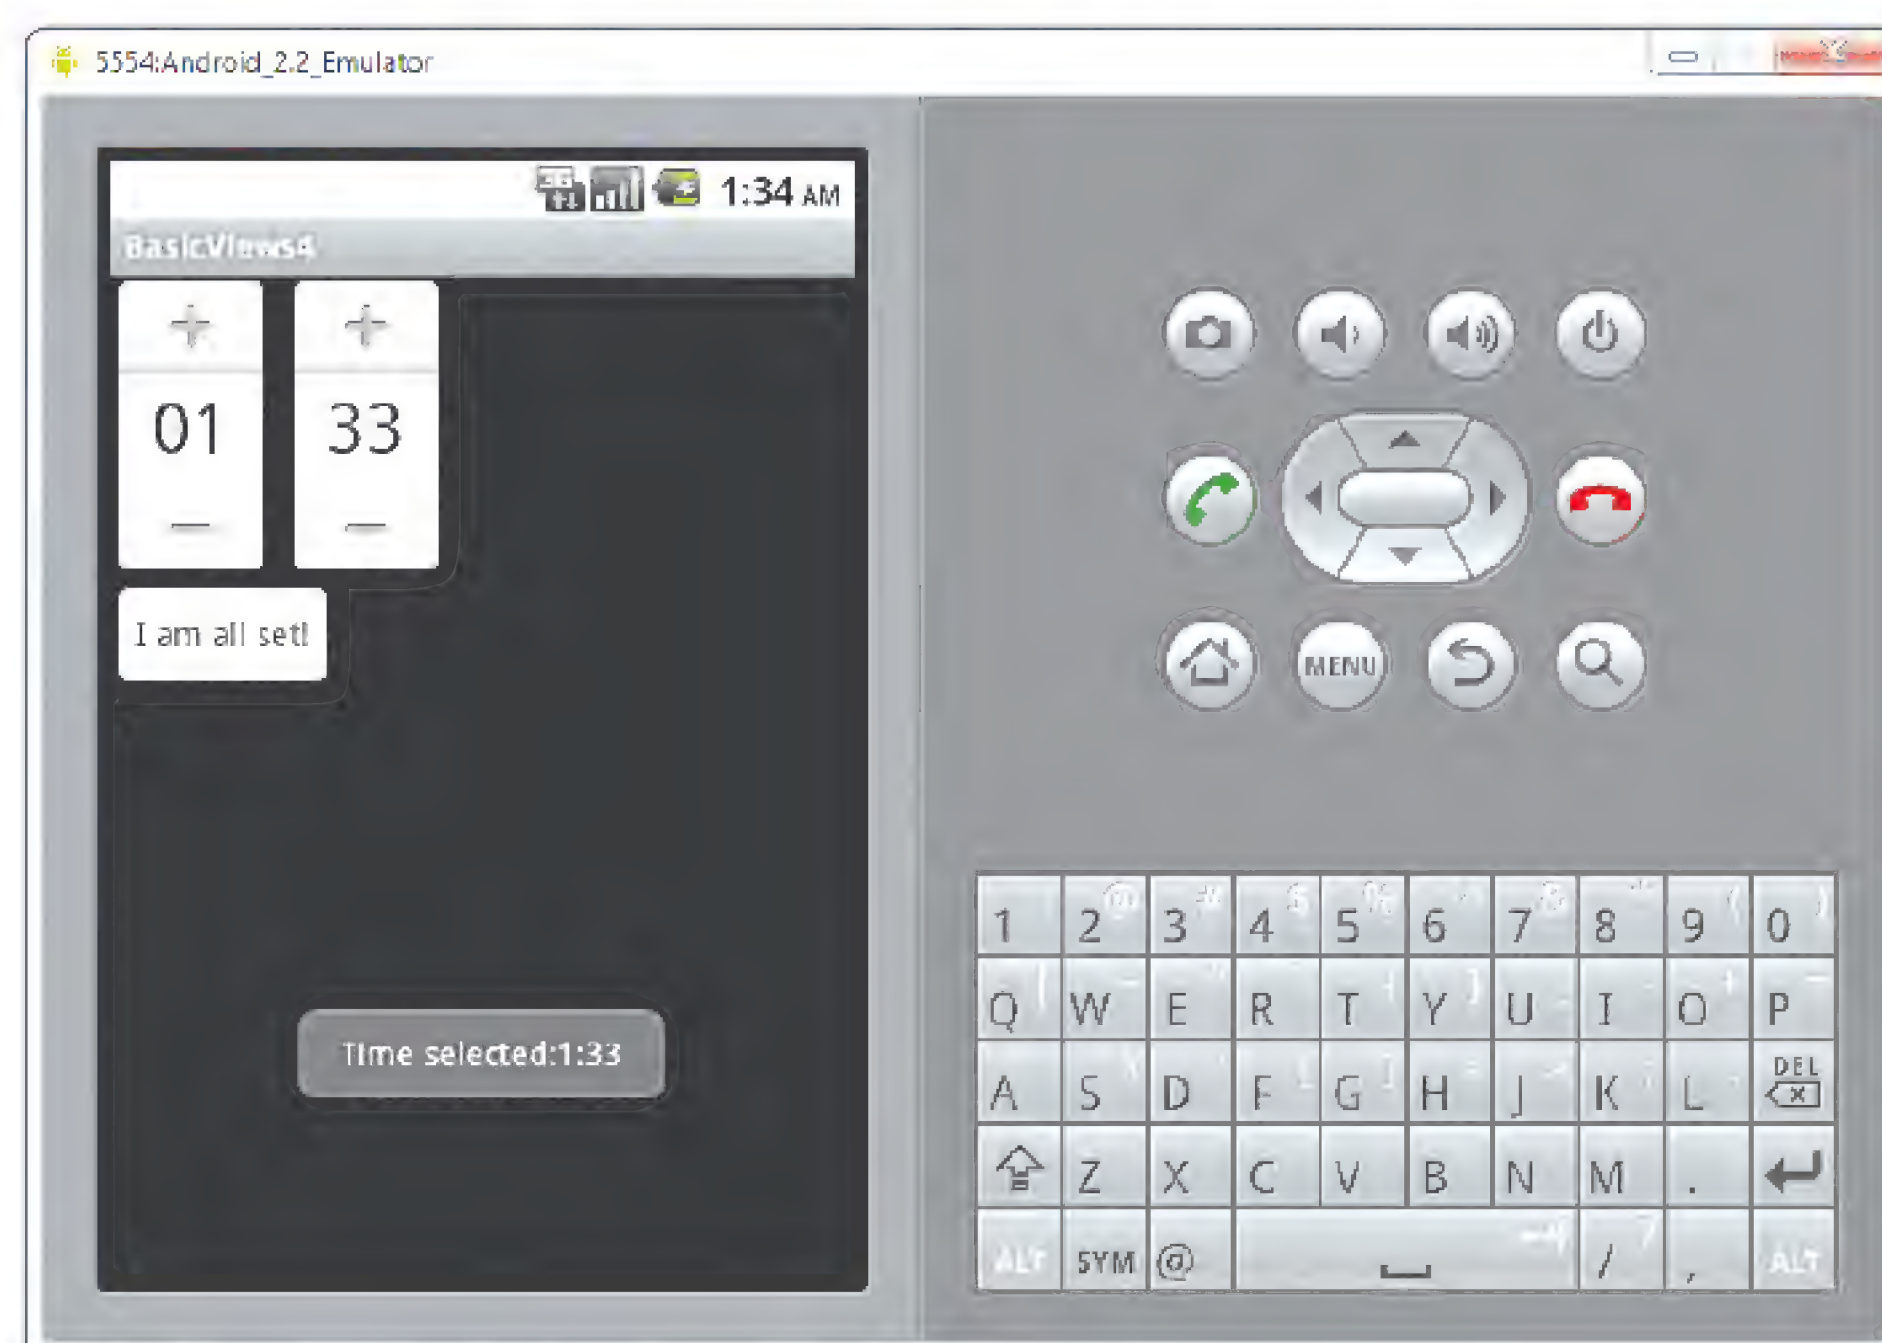 5554:Android_2.2_Emulator
3G 1:34 AM
BasicViews4
+ +
01 33
— —
I am all set!
Time selected:1:33
MENU
1 2 @ 3 # 4 $ 5 % 6 7 8 9 ( 0 )
Q W E R T Y U I O + P
A S D F G H J K L DEL
Z X C V B N M .
ALT SYM @ / ? , ALT